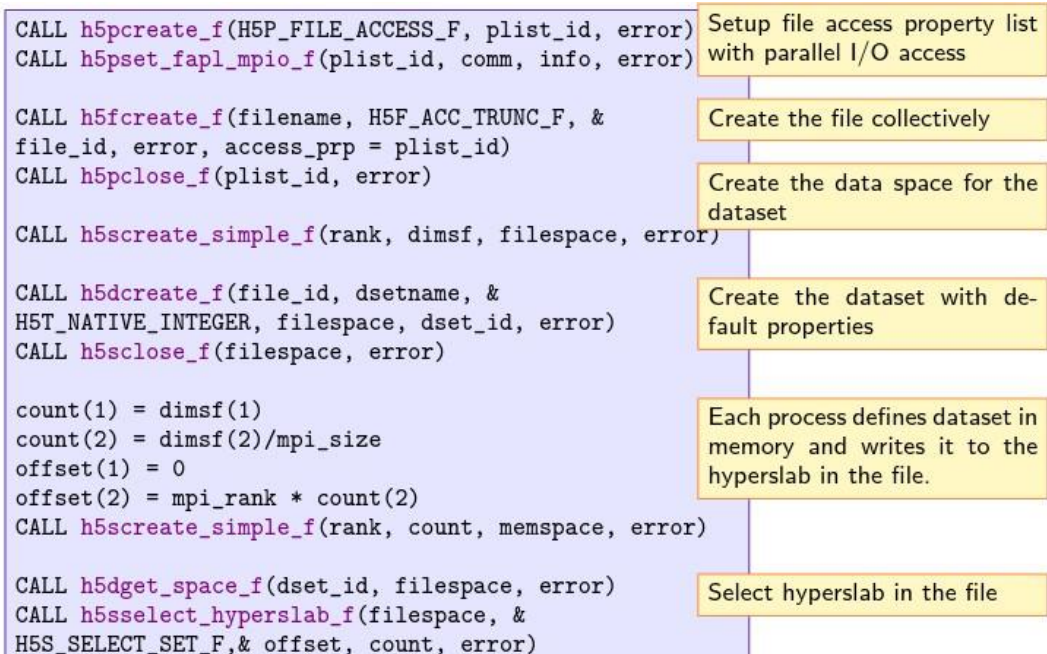 CALL h5pcreate_f(H5P_FILE_ACCESS_F, plist_id, error)
CALL h5pset_fapl_mpio_f(plist_id, comm, info, error)
Setup file access property list
with parallel I/O access
CALL h5fcreate_f(filename, H5F_ACC_TRUNC_F, &
file_id, error, access_prp = plist_id)
CALL h5pclose_f(plist_id, error)
Create the file collectively
CALL h5screate_simple_f(rank, dimsf, filespace, error)
Create the data space for the
dataset
CALL h5dcreate_f(file_id, dsetname, &
H5T_NATIVE_INTEGER, filespace, dset_id, error)
CALL h5sclose_f(filespace, error)
Create the dataset with de-
fault properties
count(1) = dimsf(1)
count(2) = dimsf(2)/mpi_size
offset(1) = 0
offset(2) = mpi_rank * count(2)
CALL h5screate_simple_f(rank, count, memspace, error)
Each process defines dataset in
memory and writes it to the
hyperslab in the file.
CALL h5dget_space_f(dset_id, filespace, error)
CALL h5sselect_hyperslab_f(filespace, &
H5S_SELECT_SET_F,& offset, count, error)
Select hyperslab in the file